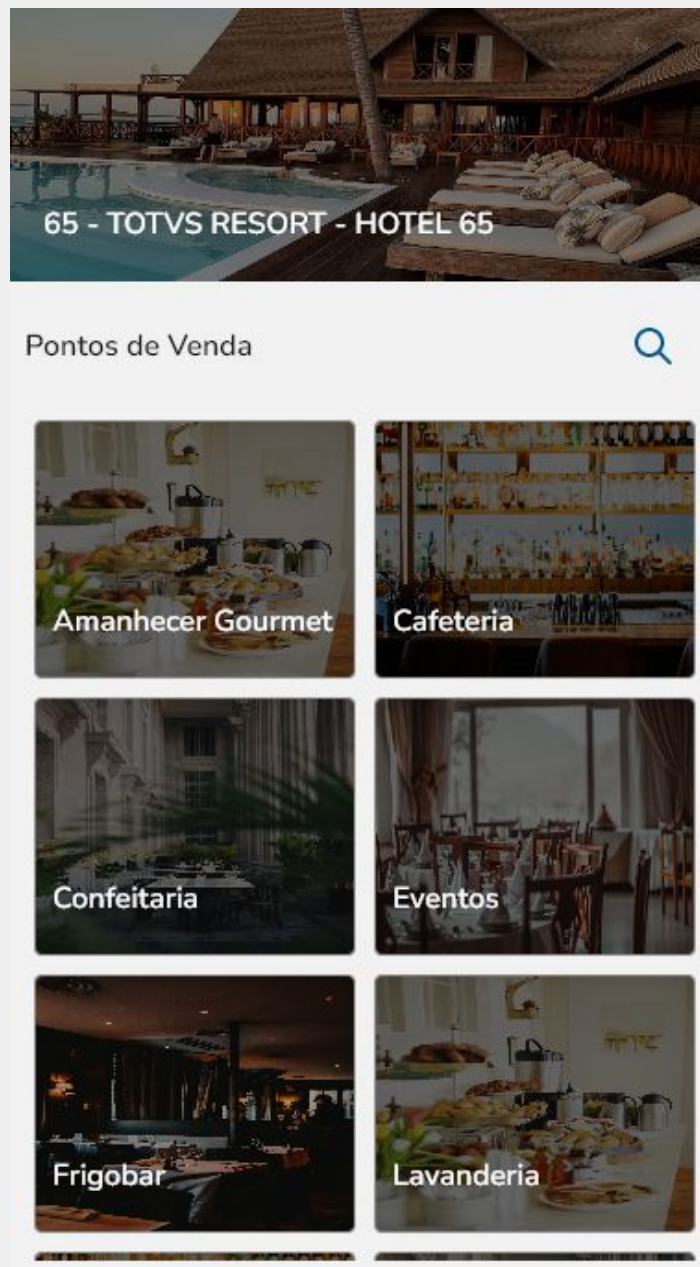 65 - TOTVS RESORT - HOTEL 65
Pontos de Venda
Amanhecer Gourmet
Cafeteria
Confeitaria
Eventos
Frigobar
Lavanderia